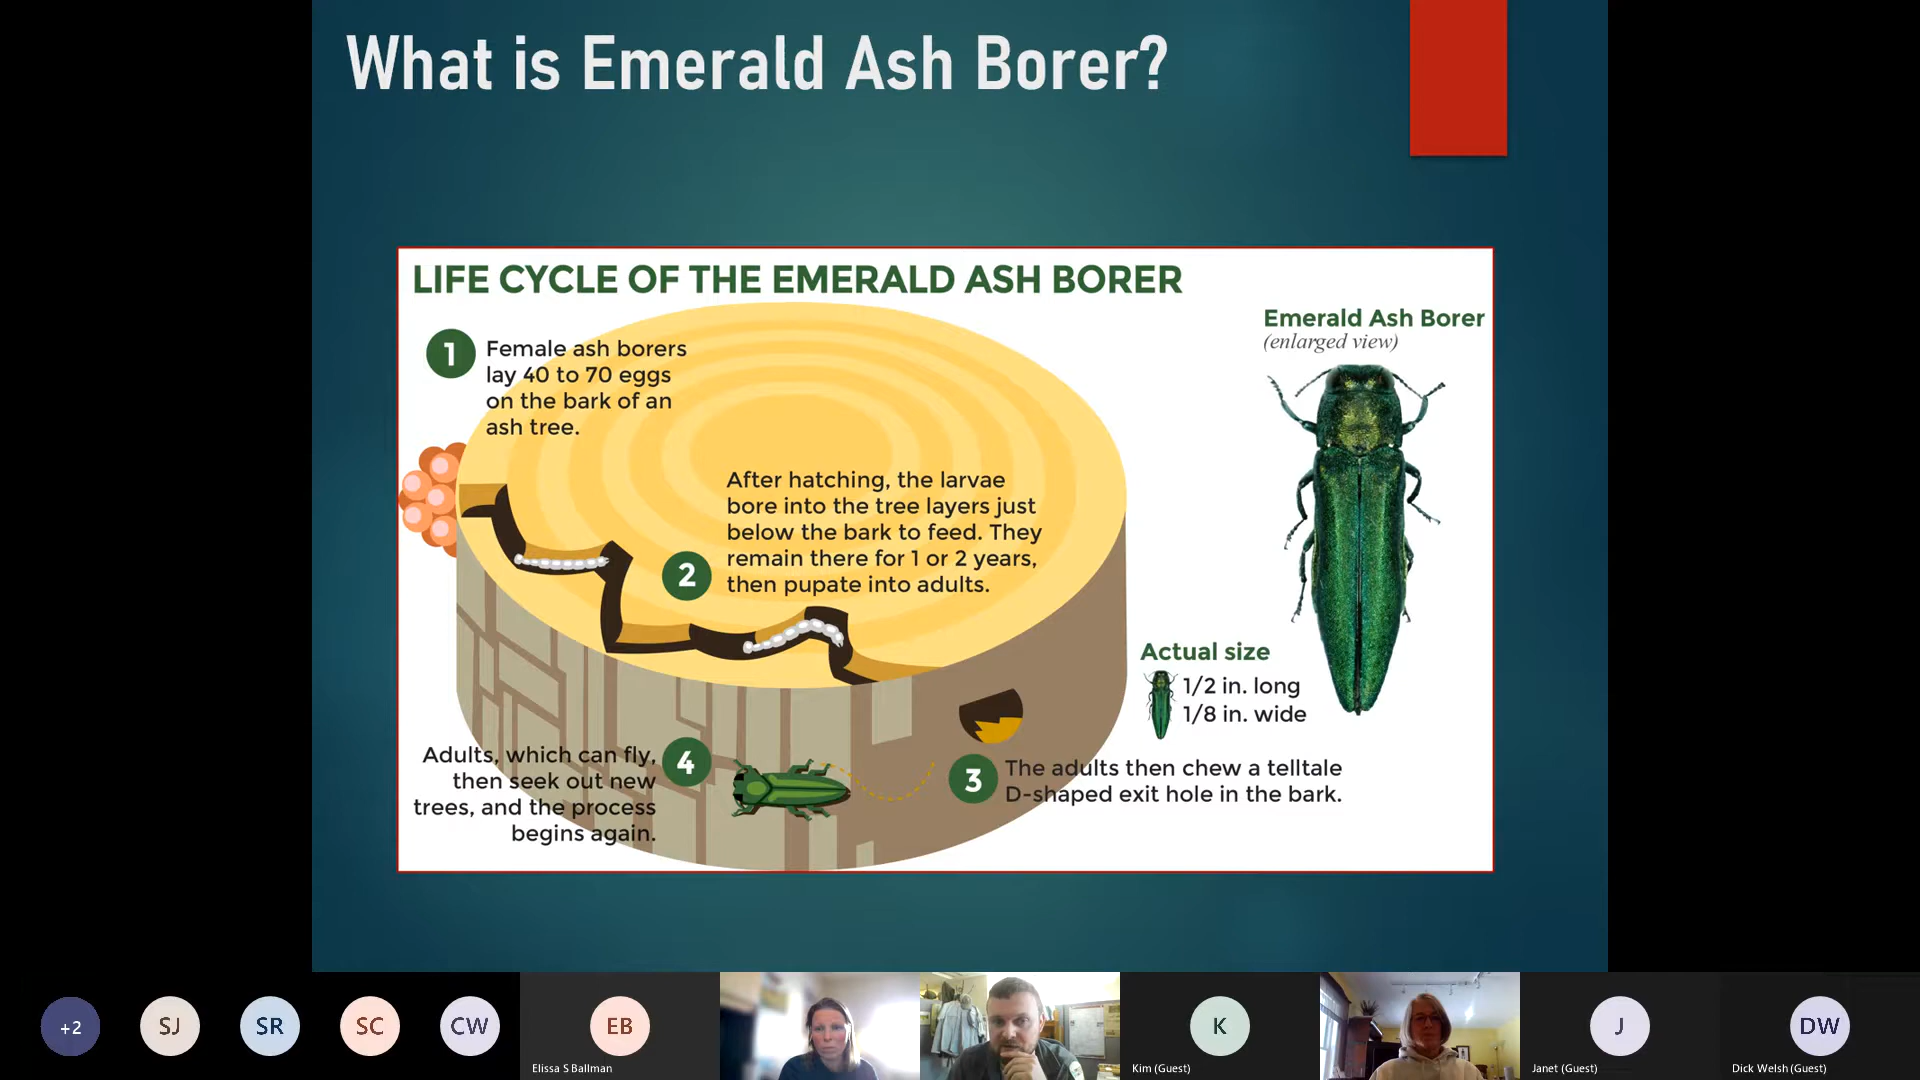 What is Emerald Ash Borer?
LIFE CYCLE OF THE EMERALD ASH BORER
1
Female ash borers
lay 40 to 70 eggs
on the bark of an
ash tree.
2
After hatching, the larvae
bore into the tree layers just
below the bark to feed. They
remain there for 1 or 2 years,
then pupate into adults.
Emerald Ash Borer
(enlarged view)
Actual size
1/2 in. long
1/8 in. wide
3
The adults then chew a telltale
D-shaped exit hole in the bark.
4
Adults, which can fly,
then seek out new
trees, and the process
begins again.
+2
SJ
SR
SC
CW
EB
Elissa S Ballman
K
Kim (Guest)
J
Janet (Guest)
DW
Dick Welsh (Guest)